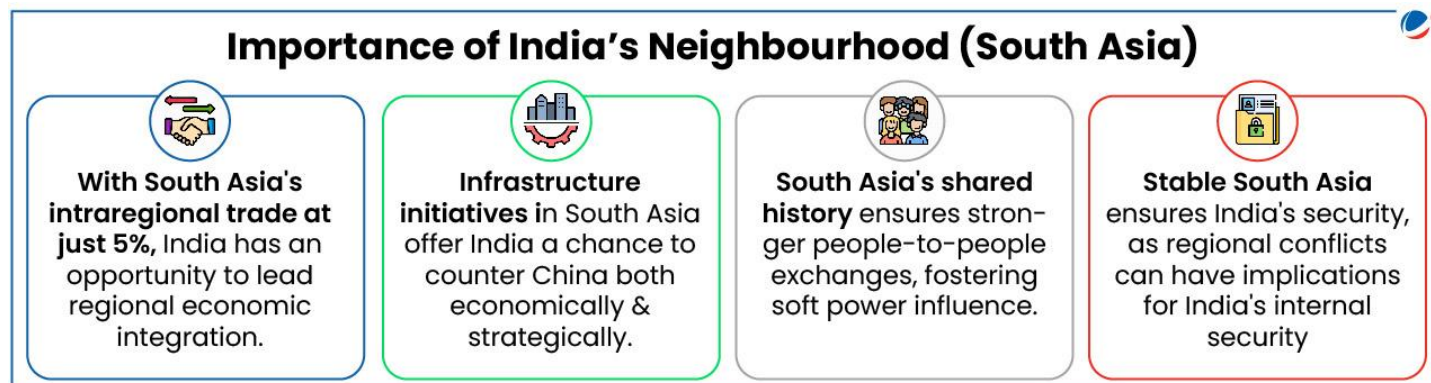 Importance of India’s Neighbourhood (South Asia)
With South Asia's
intraregional trade at
just 5%, India has an
opportunity to lead
regional economic
integration.
Infrastructure
initiatives in South Asia
offer India a chance to
counter China both
economically &
strategically.
South Asia's shared
history ensures stron-
ger people-to-people
exchanges, fostering
soft power influence.
Stable South Asia
ensures India's security,
as regional conflicts
can have implications
for India's internal
security